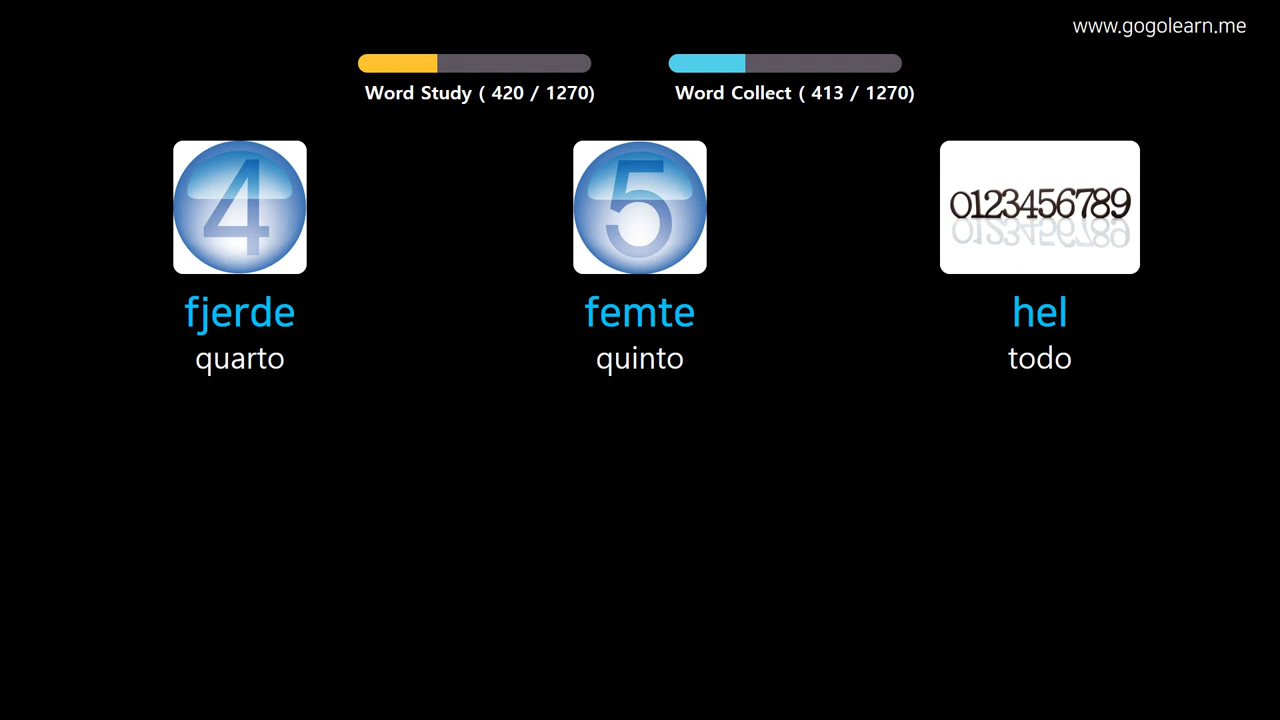 www.gogolearn.me
Word Study ( 420 / 1270)
Word Collect ( 413 / 1270)
4
5
0123456789
fjerde
femte
hel
quarto
quinto
todo